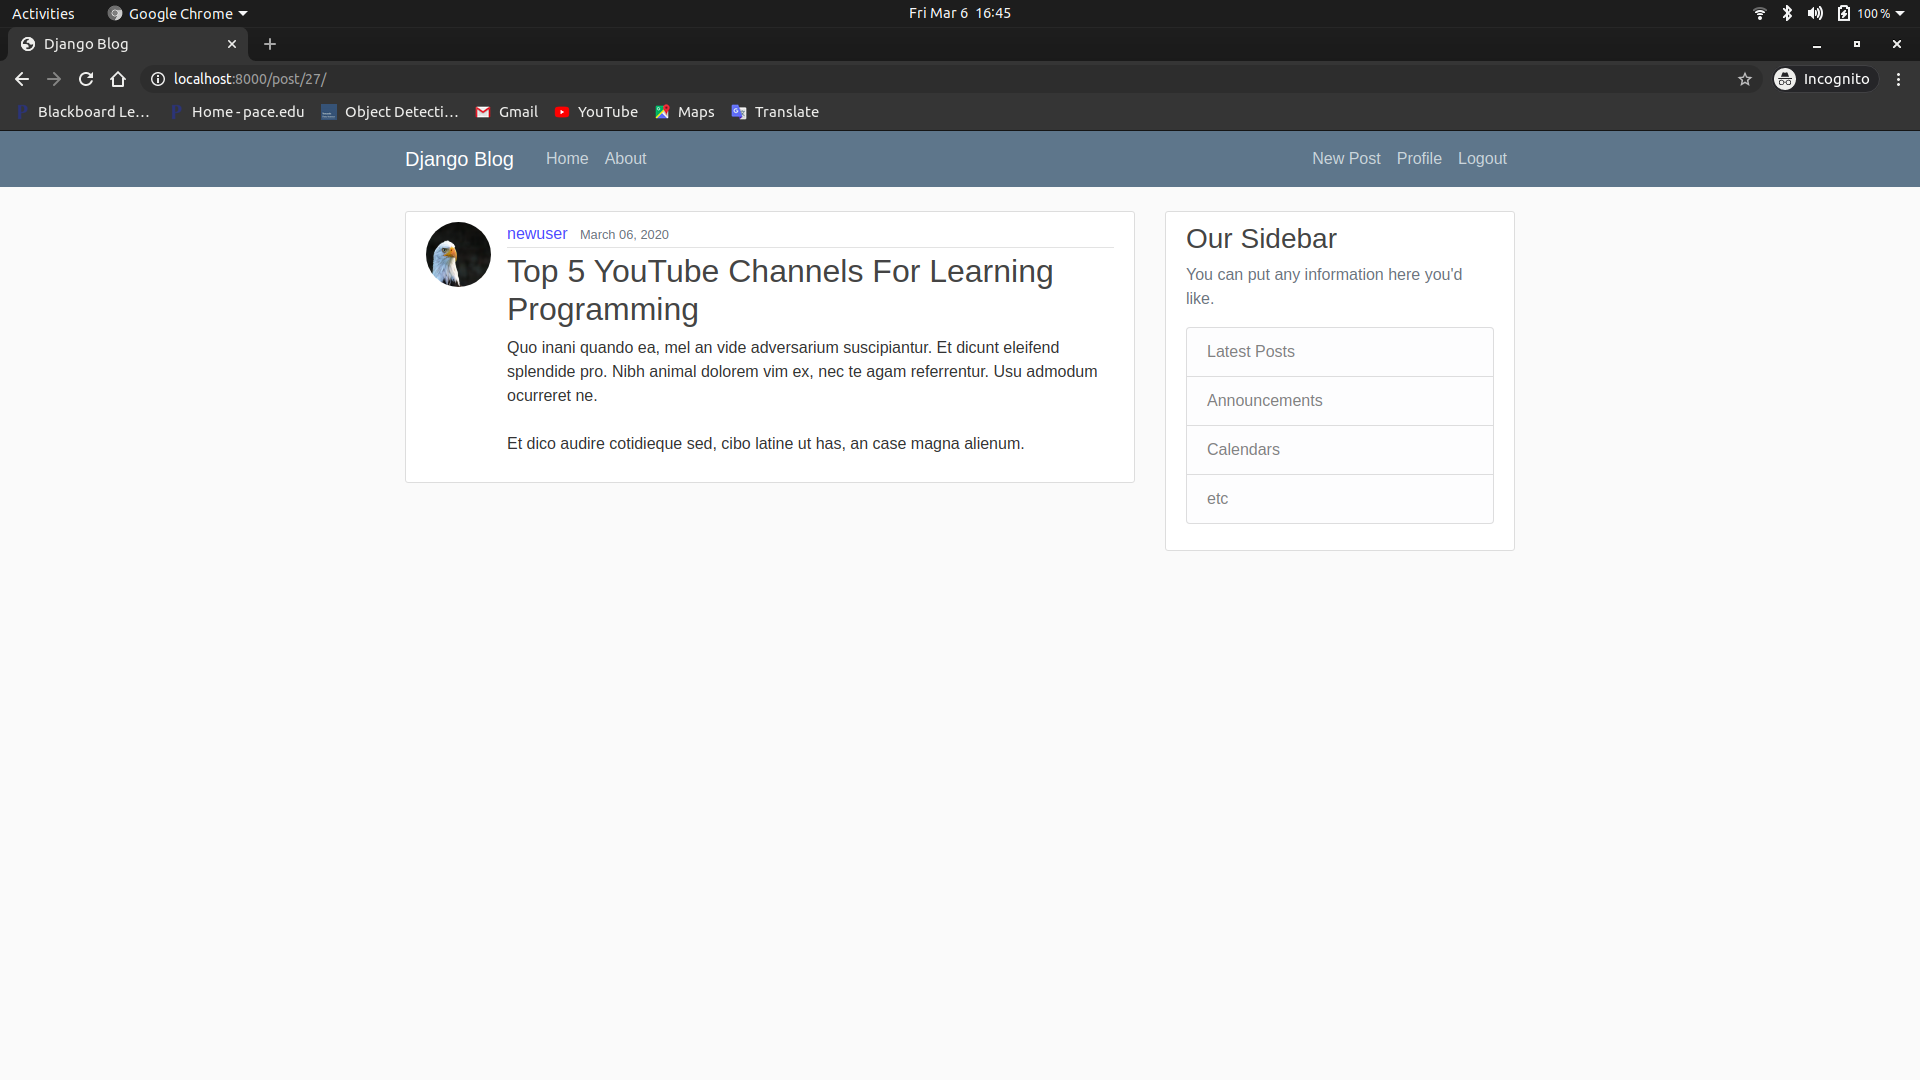 Activities
Google Chrome
Fri Mar 6 16:45
100 %
Django Blog
localhost:8000/post/27/
Incognito
Blackboard Le…
Home - pace.edu
Object Detecti…
Gmail
YouTube
Maps
Translate
Django Blog
Home
About
New Post
Profile
Logout
newuser March 06, 2020
Top 5 YouTube Channels For Learning
Programming
Quo inani quando ea, mel an vide adversarium suscipiantur. Et dicunt eleifend
splendide pro. Nibh animal dolorem vim ex, nec te agam referrentur. Usu admodum
ocurreret ne.
Et dico audire cotidieque sed, cibo latine ut has, an case magna alienum.
Our Sidebar
You can put any information here you'd
like.
Latest Posts
Announcements
Calendars
etc